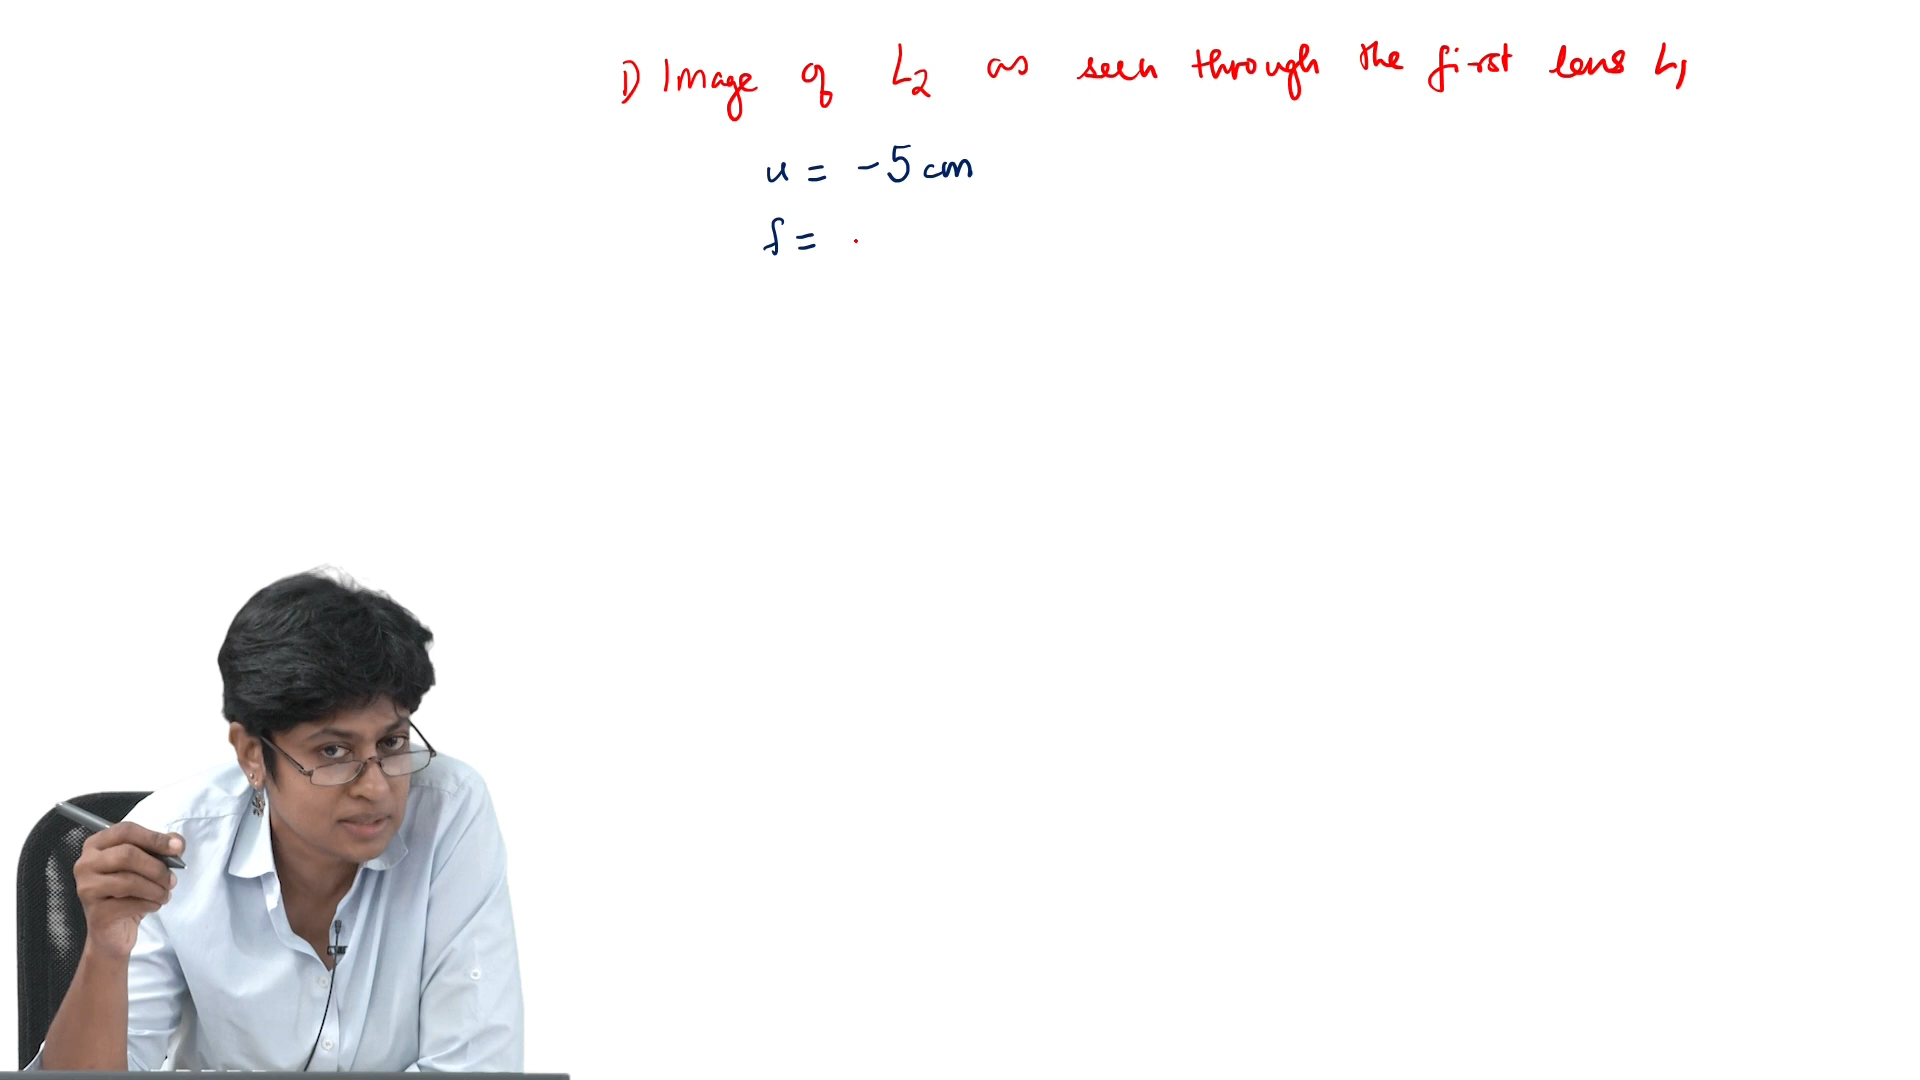 1) Image of L2 as seen through the first lens L1
u = -5 cm
f =